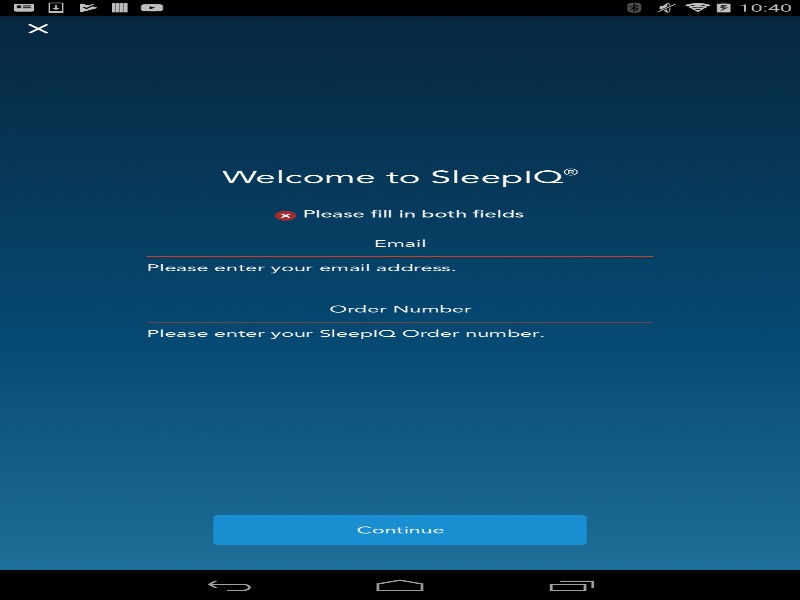 10:40
Welcome to SleepIQ®
Please fill in both fields
Email
Please enter your email address.
Order Number
Please enter your SleepIQ Order number.
Continue